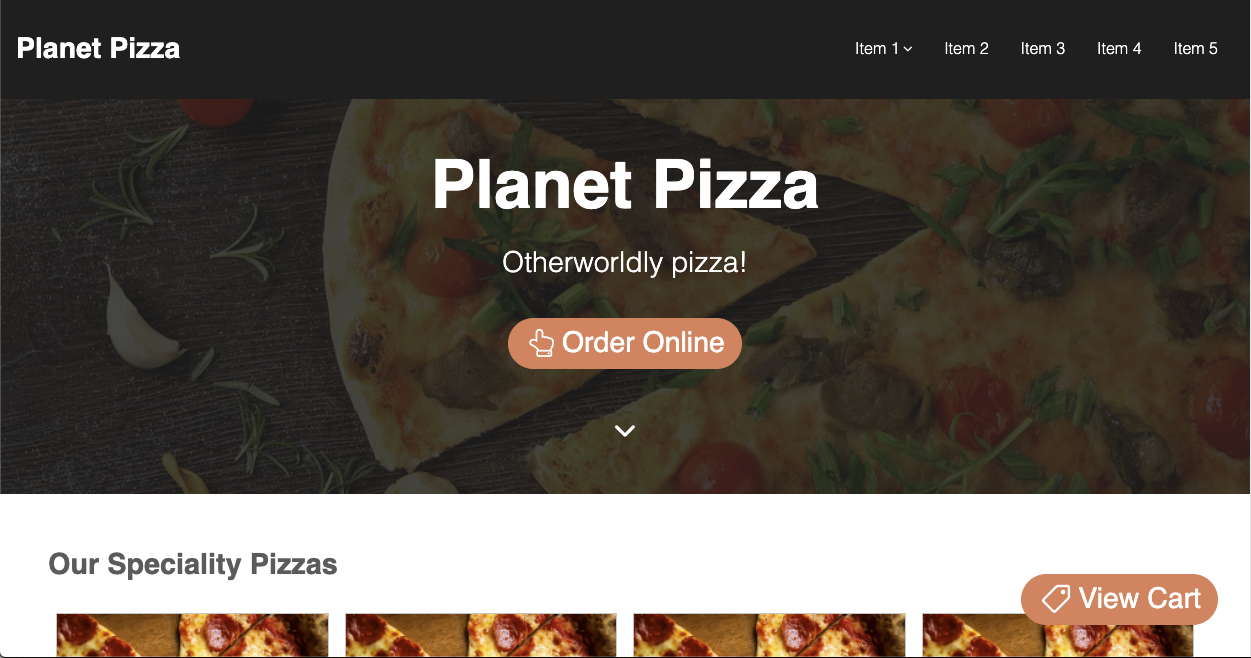 Planet Pizza
Item 1 Item 2 Item 3 Item 4 Item 5
Planet Pizza
Otherworldly pizza!
Order Online
Our Speciality Pizzas
View Cart